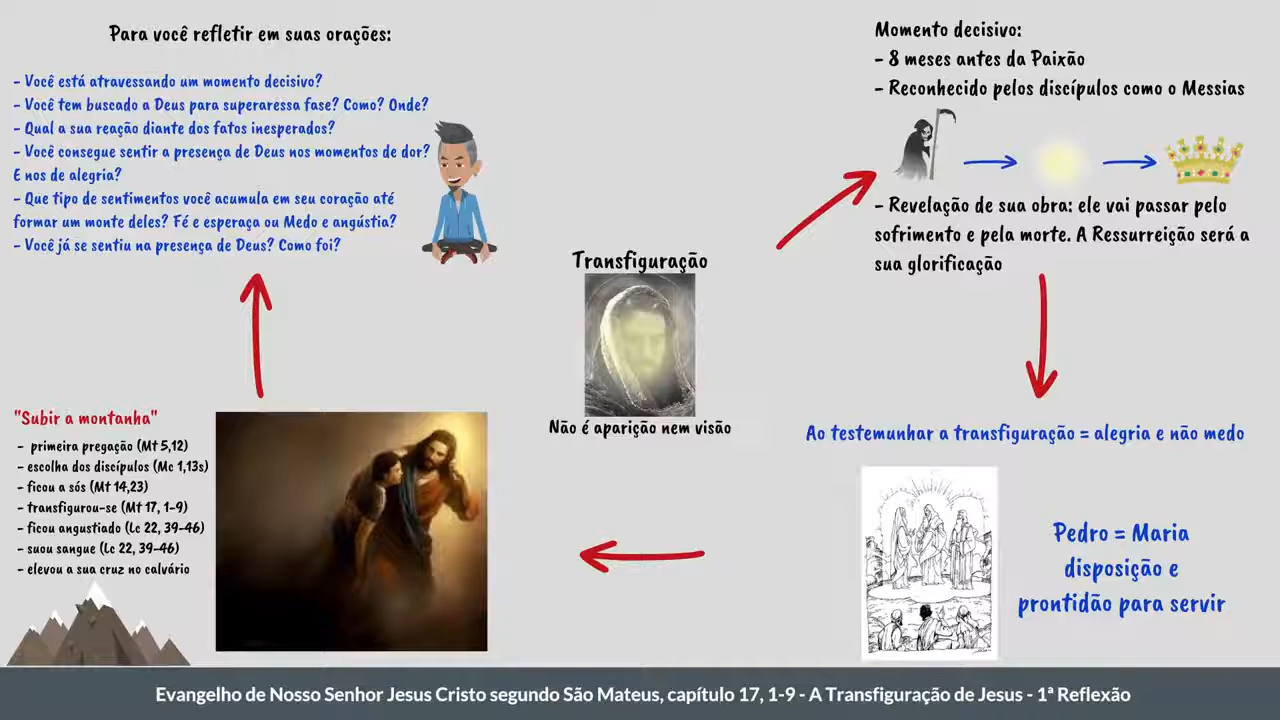 Para você refletir em suas orações:
- Você está atravessando um momento decisivo?
- Você tem buscado a Deus para superaressa fase? Como? Onde?
- Qual a sua reação diante dos fatos inesperados?
- Você consegue sentir a presença de Deus nos momentos de dor?
E nos de alegria?
- Que tipo de sentimentos você acumula em seu coração até
formar um monte deles? Fé e esperaça ou Medo e angústia?
- Você já se sentiu na presença de Deus? Como foi?
Momento decisivo:
- 8 meses antes da Paixão
- Reconhecido pelos discípulos como o Messias
- Revelação de sua obra: ele vai passar pelo
sofrimento e pela morte. A Ressurreição será a
sua glorificação
Transfiguração
Não é aparição nem visão
Ao testemunhar a transfiguração = alegria e não medo
Pedro = Maria
disposição e
prontidão para servir
"Subir a montanha"
- primeira pregação (Mt 5,12)
- escolha dos discípulos (Mc 1,13s)
- ficou a sós (Mt 14,23)
- transfigurou-se (Mt 17, 1-9)
- ficou angustiado (Lc 22, 39-46)
- suou sangue (Lc 22, 39-46)
- elevou a sua cruz no calvário
Evangelho de Nosso Senhor Jesus Cristo segundo São Mateus, capítulo 17, 1-9 - A Transfiguração de Jesus - 1ª Reflexão